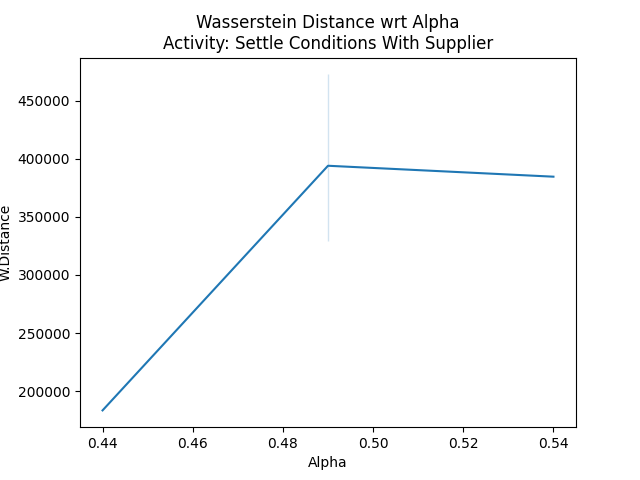 Wasserstein Distance wrt Alpha
Activity: Settle Conditions With Supplier
W.Distance
450000
400000
350000
300000
250000
200000
0.44 0.46 0.48 0.50 0.52 0.54
Alpha